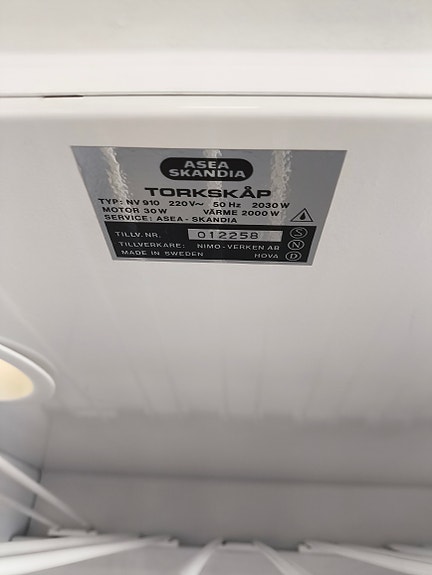 ASEA
SKANDIA
TORKSKÅP
TYP: NV 910 220 V~ 50 Hz 2030 W
MOTOR 30 W VÄRME 2000 W
SERVICE: ASEA - SKANDIA
TILLV. NR. 012258 S
TILLVERKARE: NIMO - VERKEN AB N
MADE IN SWEDEN HOVA D